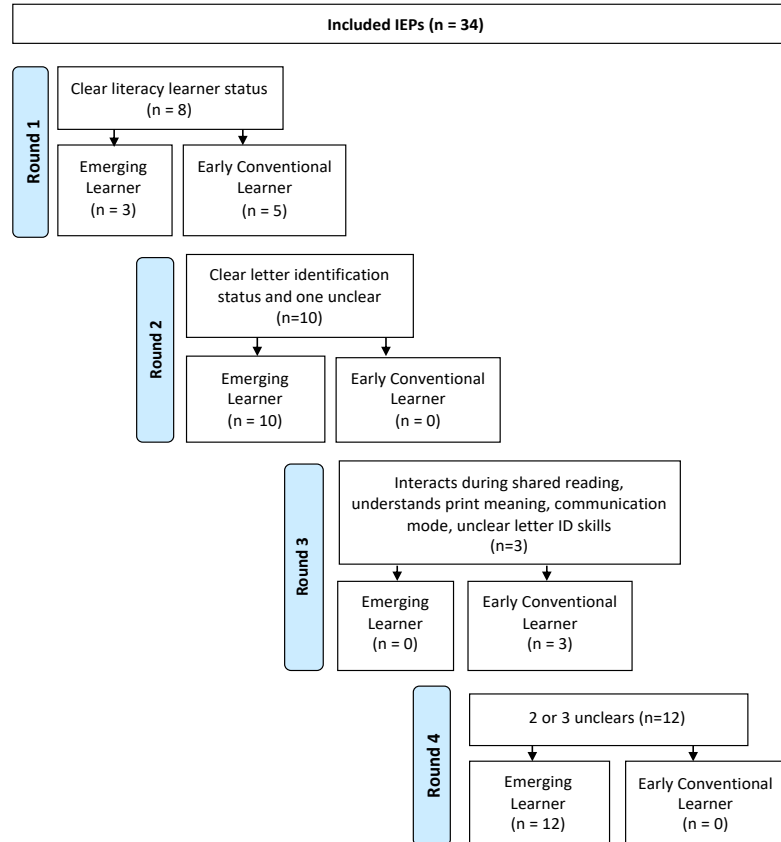 Included IEPs (n = 34)
Round 1
Clear literacy learner status
(n = 8)
Emerging
Learner
(n = 3)
Early Conventional
Learner
(n = 5)
Round 2
Clear letter identification
status and one unclear
(n=10)
Emerging
Learner
(n = 10)
Early Conventional
Learner
(n = 0)
Round 3
Interacts during shared reading,
understands print meaning, communication
mode, unclear letter ID skills
(n=3)
Emerging
Learner
(n = 0)
Early Conventional
Learner
(n = 3)
Round 4
2 or 3 unclears (n=12)
Emerging
Learner
(n = 12)
Early Conventional
Learner
(n = 0)